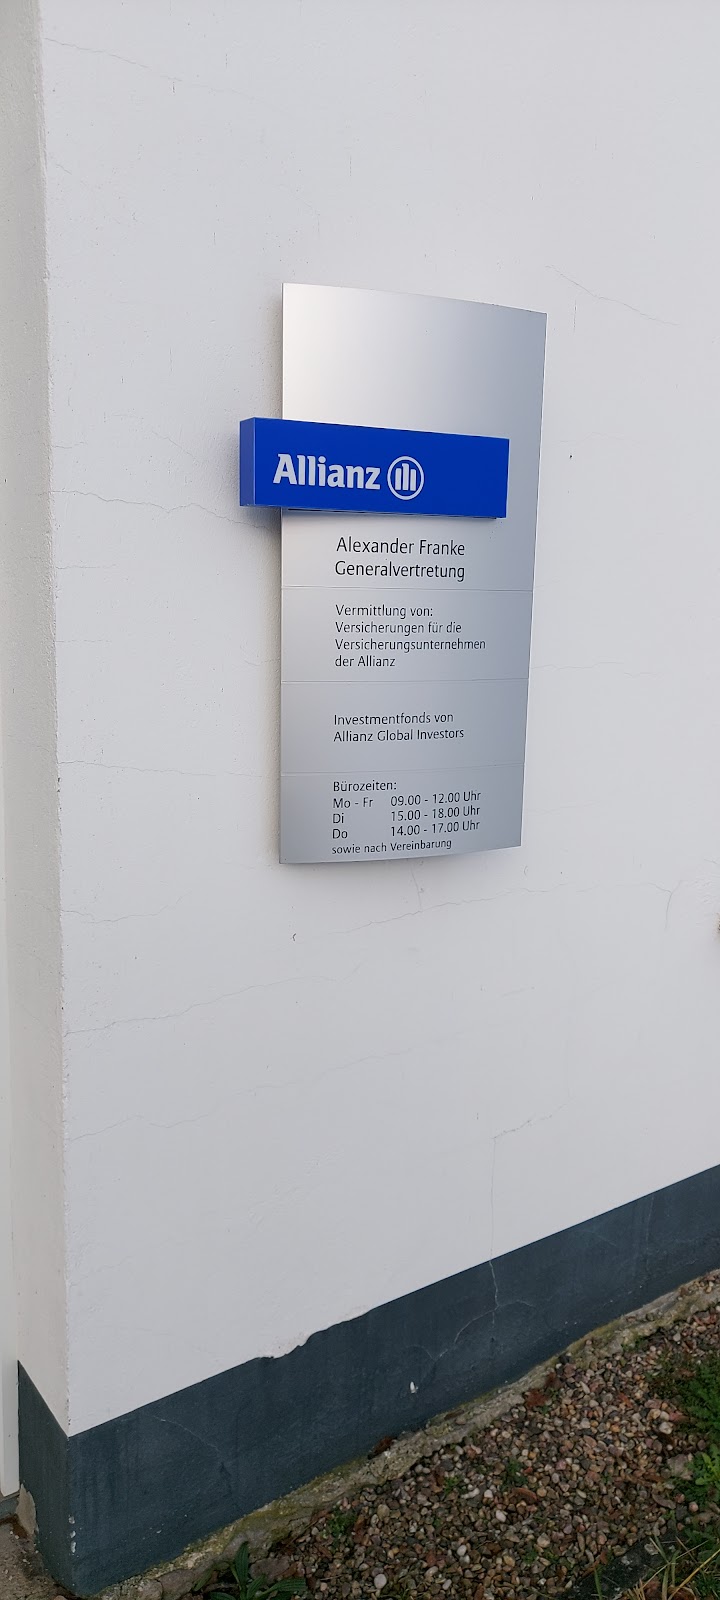 Allianz
Alexander Franke
Generalvertretung
Vermittlung von:
Versicherungen für die
Versicherungsunternehmen
der Allianz
Investmentfonds von
Allianz Global Investors
Bürozeiten:
Mo - Fr 09.00 - 12.00 Uhr
Di 15.00 - 18.00 Uhr
Do 14.00 - 17.00 Uhr
sowie nach Vereinbarung